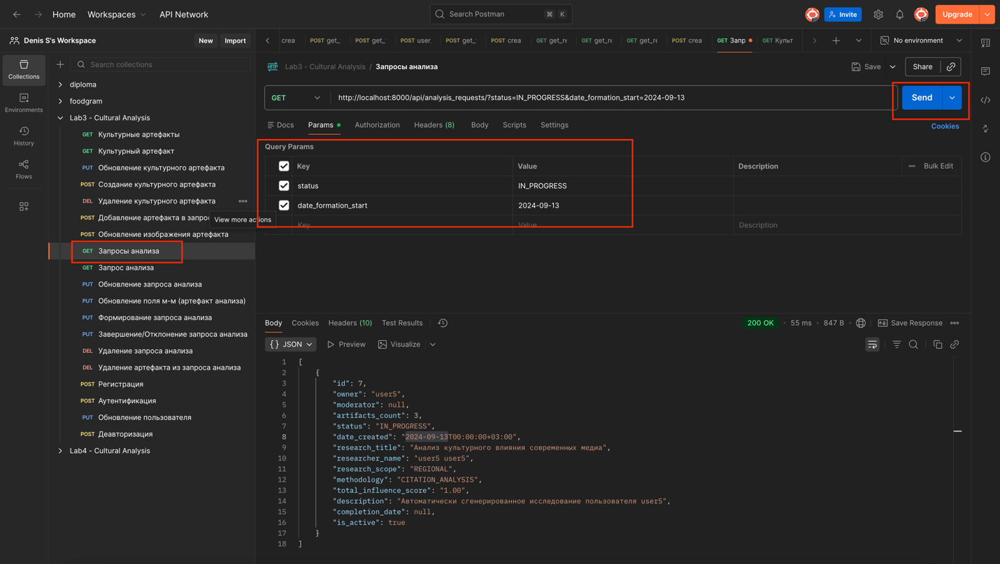 Home Workspaces API Network Search Postman ⌘ K Invite Upgrade
Denis S's Workspace New Import
crea POST get_ POST get_ POST user POST get_ POST crea GET get_re GET get_re GET get_re POST crea GET Запр GET Культ No environment
Collections
Environments
History
Flows
Search collections
diploma
foodgram
Lab3 - Cultural Analysis
GET Культурные артефакты
GET Культурный артефакт
PUT Обновление культурного артефакта
POST Создание культурного артефакта
DEL Удаление культурного артефакта
POST Добавление артефакта в запро
View more actions
POST Обновление изображения артефакта
GET Запросы анализа
GET Запрос анализа
PUT Обновление запроса анализа
PUT Обновление поля м-м (артефакт анализа)
PUT Формирование запроса анализа
PUT Завершение/Отклонение запроса анализа
DEL Удаление запроса анализа
DEL Удаление артефакта из запроса анализа
POST Регистрация
POST Аутентификация
PUT Обновление пользователя
POST Деавторизация
Lab4 - Cultural Analysis
HTTP Lab3 - Cultural Analysis / Запросы анализа Save Share
GET http://localhost:8000/api/analysis_requests/?status=IN_PROGRESS&date_formation_start=2024-09-13 Send
Docs Params Authorization Headers (8) Body Scripts Settings Cookies
Query Params
Key Value Description Bulk Edit
status IN_PROGRESS
date_formation_start 2024-09-13
Key Value Description
Body Cookies Headers (10) Test Results 200 OK 55 ms 847 B Save Response
{} JSON Preview Visualize
1 [
2 {
3 "id": 7,
4 "owner": "user5",
5 "moderator": null,
6 "artifacts_count": 3,
7 "status": "IN_PROGRESS",
8 "date_created": "2024-09-13T00:00:00+03:00",
9 "research_title": "Анализ культурного влияния современных медиа",
10 "researcher_name": "user5 user5",
11 "research_scope": "REGIONAL",
12 "methodology": "CITATION_ANALYSIS",
13 "total_influence_score": "1.00",
14 "description": "Автоматически сгенерированное исследование пользователя user5",
15 "completion_date": null,
16 "is_active": true
17 }
18 ]